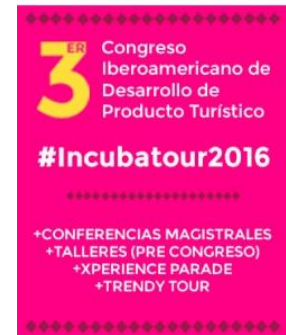 3ER Congreso
Iberoamericano de
Desarrollo de
Producto Turístico
#Incubatour2016
+CONFERENCIAS MAGISTRALES
+TALLERES (PRE CONGRESO)
+XPERIENCE PARADE
+TRENDY TOUR